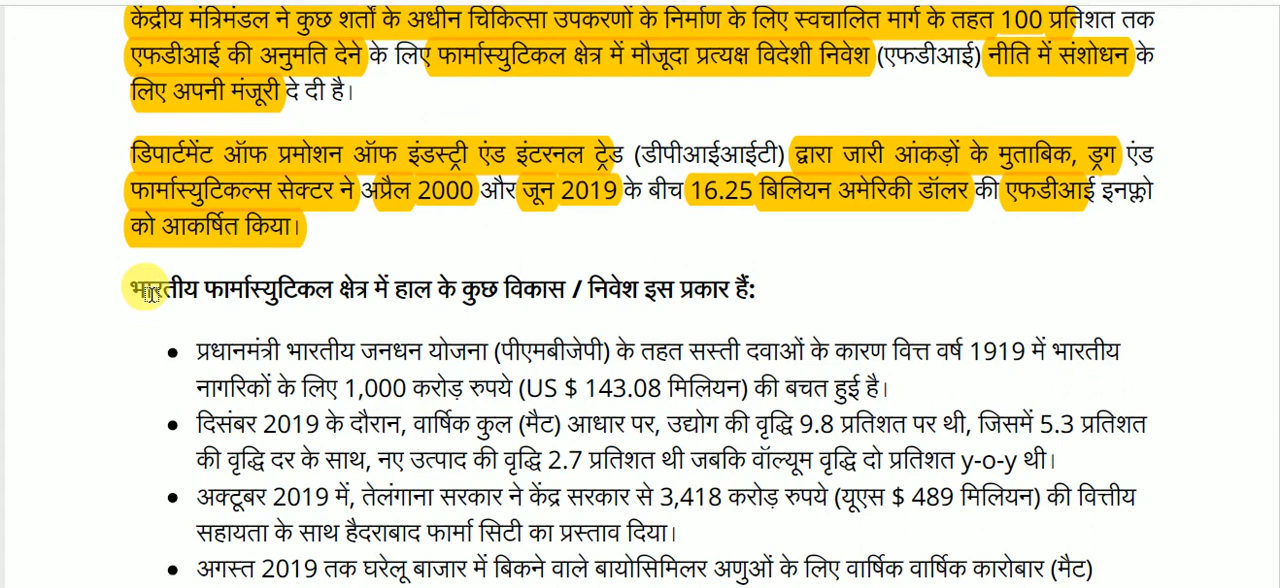 केंद्रीय मंत्रिमंडल ने कुछ शर्तों के अधीन चिकित्सा उपकरणों के निर्माण के लिए स्वचालित मार्ग के तहत 100 प्रतिशत तक
एफडीआई की अनुमति देने के लिए फार्मास्युटिकल क्षेत्र में मौजूदा प्रत्यक्ष विदेशी निवेश (एफडीआई) नीति में संशोधन के
लिए अपनी मंजूरी दे दी है।
डिपार्टमेंट ऑफ प्रमोशन ऑफ इंडस्ट्री एंड इंटरनल ट्रेड (डीपीआईआईटी) द्वारा जारी आंकड़ों के मुताबिक, ड्रग एंड
फार्मास्युटिकल्स सेक्टर ने अप्रैल 2000 और जून 2019 के बीच 16.25 बिलियन अमेरिकी डॉलर की एफडीआई इनफ्लो
को आकर्षित किया।
भारतीय फार्मास्युटिकल क्षेत्र में हाल के कुछ विकास / निवेश इस प्रकार हैं:
• प्रधानमंत्री भारतीय जनधन योजना (पीएमबीजेपी) के तहत सस्ती दवाओं के कारण वित्त वर्ष 1919 में भारतीय
नागरिकों के लिए 1,000 करोड़ रुपये (US $ 143.08 मिलियन) की बचत हुई है।
• दिसंबर 2019 के दौरान, वार्षिक कुल (मैट) आधार पर, उद्योग की वृद्धि 9.8 प्रतिशत पर थी, जिसमें 5.3 प्रतिशत
की वृद्धि दर के साथ, नए उत्पाद की वृद्धि 2.7 प्रतिशत थी जबकि वॉल्यूम वृद्धि दो प्रतिशत y-o-y थी।
• अक्टूबर 2019 में, तेलंगाना सरकार ने केंद्र सरकार से 3,418 करोड़ रुपये (यूएस $ 489 मिलियन) की वित्तीय
सहायता के साथ हैदराबाद फार्मा सिटी का प्रस्ताव दिया।
• अगस्त 2019 तक घरेलू बाजार में बिकने वाले बायोसिमिलर अणुओं के लिए वार्षिक वार्षिक कारोबार (मैट)